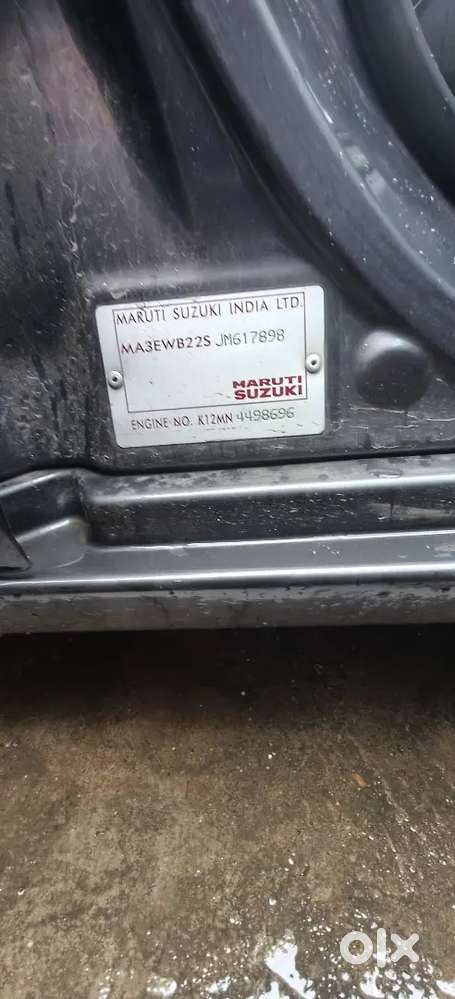 MARUTI SUZUKI INDIA LTD.
MA3EWB22S JM617898
MARUTI
SUZUKI
ENGINE NO. K12MN 4498696
olx